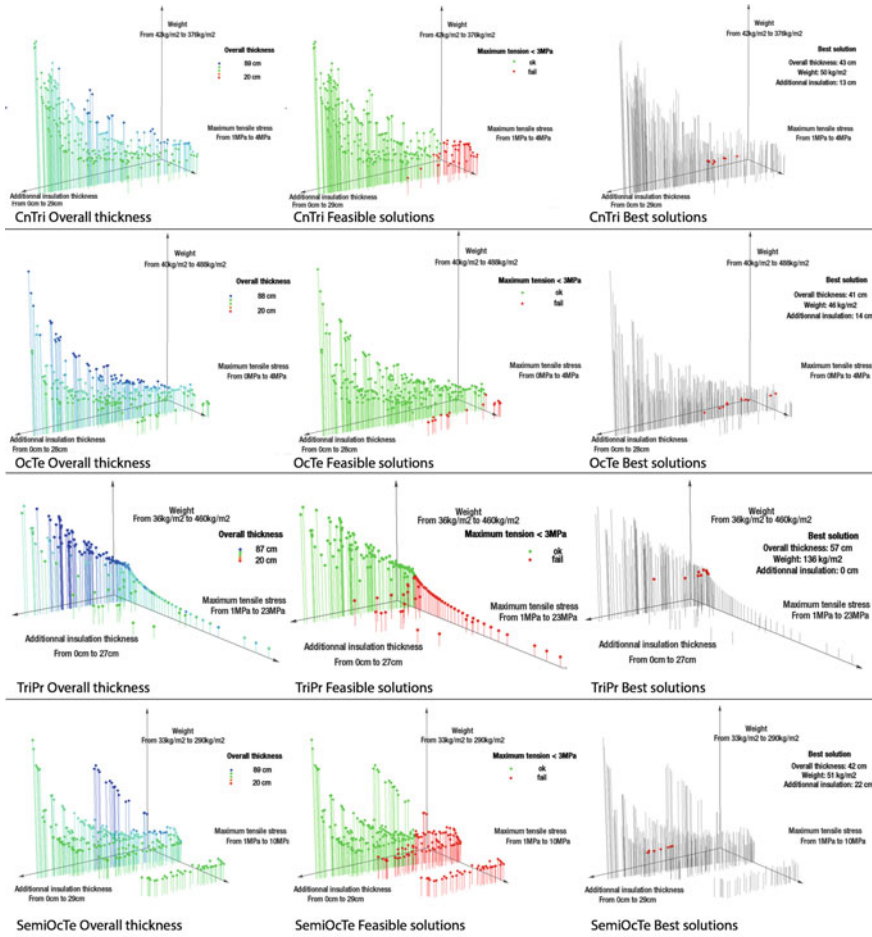 Weight
From 42kg/m2 to 376kg/m2
Overall thickness
89 cm
20 cm
Maximum tensile stress
From 1MPa to 4MPa
Additionnal insulation thickness
From 0cm to 29cm
CnTri Overall thickness
Weight
From 42kg/m2 to 376kg/m2
Maximum tension < 3MPa
ok
fail
Maximum tensile stress
From 1MPa to 4MPa
Additionnal insulation thickness
From 0cm to 29cm
CnTri Feasible solutions
Weight
From 42kg/m2 to 376kg/m2
Best solution
Overall thickness: 43 cm
Weight: 50 kg/m2
Additionnal insulation: 13 cm
Maximum tensile stress
From 1MPa to 4MPa
Additionnal insulation thickness
From 0cm to 29cm
CnTri Best solutions
Weight
From 40kg/m2 to 488kg/m2
Overall thickness
88 cm
20 cm
Maximum tensile stress
From 0MPa to 4MPa
Additionnal insulation thickness
From 0cm to 28cm
OcTe Overall thickness
Weight
From 40kg/m2 to 488kg/m2
Maximum tension < 3MPa
ok
fail
Maximum tensile stress
From 0MPa to 4MPa
Additionnal insulation thickness
From 0cm to 28cm
OcTe Feasible solutions
Weight
From 40kg/m2 to 488kg/m2
Best solution
Overall thickness: 41 cm
Weight: 46 kg/m2
Additionnal insulation: 14 cm
Maximum tensile stress
From 0MPa to 4MPa
Additionnal insulation thickness
From 0cm to 28cm
OcTe Best solutions
Weight
From 36kg/m2 to 460kg/m2
Overall thickness
87 cm
20 cm
Maximum tensile stress
From 1MPa to 23MPa
Additionnal insulation thickness
From 0cm to 27cm
TriPr Overall thickness
Weight
From 36kg/m2 to 460kg/m2
Maximum tension < 3MPa
ok
fail
Maximum tensile stress
From 1MPa to 23MPa
Additionnal insulation thickness
From 0cm to 27cm
TriPr Feasible solutions
Weight
From 36kg/m2 to 460kg/m2
Best solution
Overall thickness: 57 cm
Weight: 136 kg/m2
Additionnal insulation: 0 cm
Maximum tensile stress
From 1MPa to 23MPa
Additionnal insulation thickness
From 0cm to 27cm
TriPr Best solutions
Weight
From 33kg/m2 to 290kg/m2
Overall thickness
89 cm
20 cm
Maximum tensile stress
From 1MPa to 10MPa
Additionnal insulation thickness
From 0cm to 29cm
SemiOcTe Overall thickness
Weight
From 33kg/m2 to 290kg/m2
Maximum tension < 3MPa
ok
fail
Maximum tensile stress
From 1MPa to 10MPa
Additionnal insulation thickness
From 0cm to 29cm
SemiOcTe Feasible solutions
Weight
From 33kg/m2 to 290kg/m2
Best solution
Overall thickness: 42 cm
Weight: 51 kg/m2
Additionnal insulation: 22 cm
Maximum tensile stress
From 1MPa to 10MPa
Additionnal insulation thickness
From 0cm to 29cm
SemiOcTe Best solutions